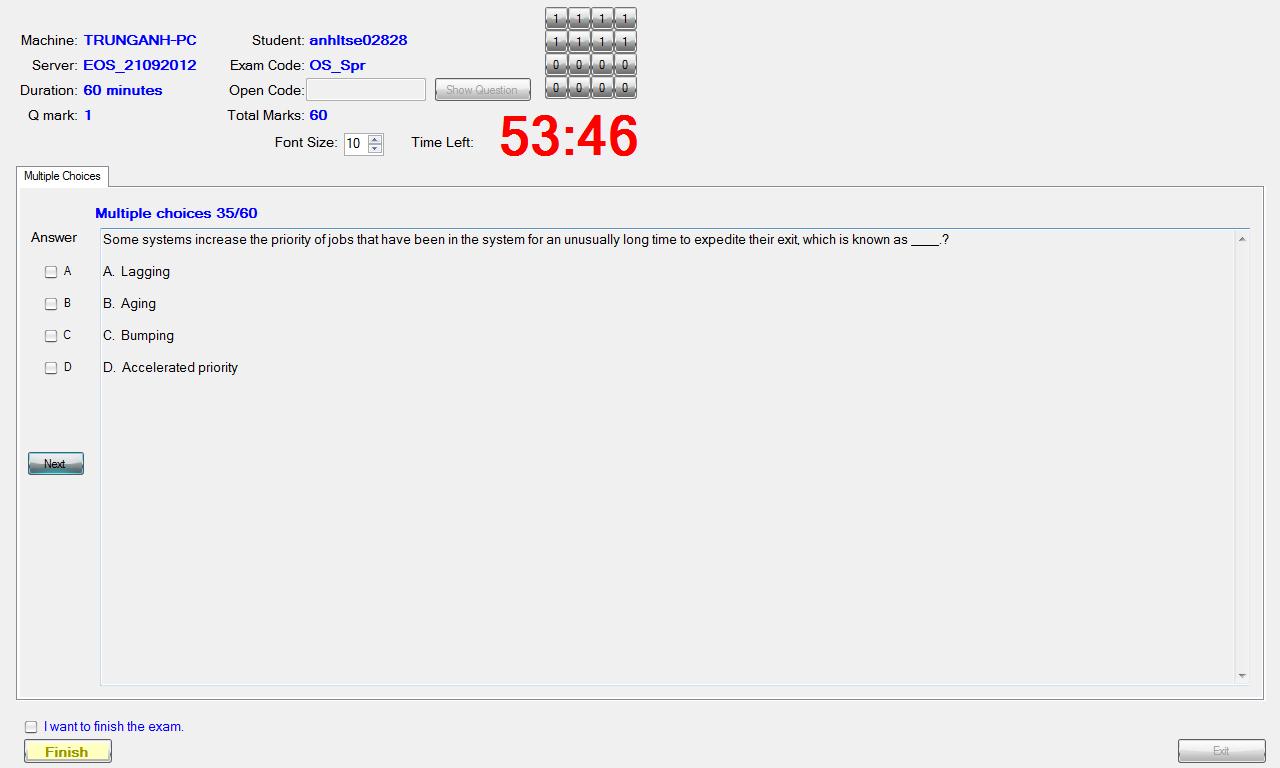 1 1 1 1
Machine: TRUNGANH-PC Student: anhltse02828 1 1 1 1
Server: EOS_21092012 Exam Code: OS_Spr 0 0 0 0
Duration: 60 minutes Open Code: Show Question 0 0 0 0
Q mark: 1 Total Marks: 60
Font Size: 10 Time Left: 53:46
Multiple Choices
Multiple choices 35/60
Answer Some systems increase the priority of jobs that have been in the system for an unusually long time to expedite their exit, which is known as ____.?
A A. Lagging
B B. Aging
C C. Bumping
D D. Accelerated priority
Next
I want to finish the exam.
Finish Exit